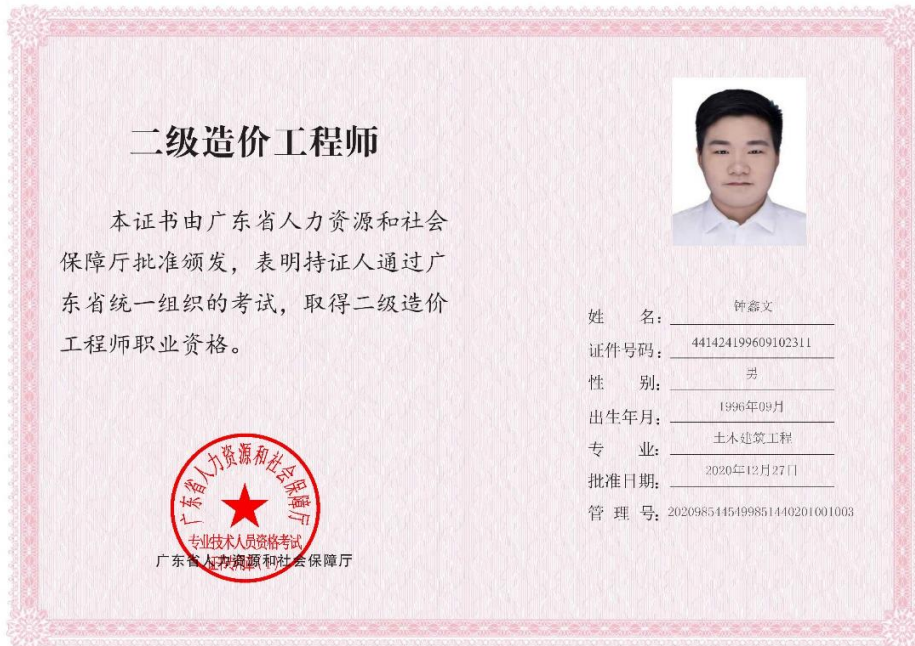 二级造价工程师
本证书由广东省人力资源和社会
保障厅批准颁发，表明持证人通过广
东省统一组织的考试，取得二级造价
工程师职业资格。
姓 名：钟鑫文
证件号码：441424199609102311
性 别：男
出生年月：1996年09月
专 业：土木建筑工程
批准日期：2020年12月27日
管 理 号：2020985445499851440201001003
广东省人力资源和社会保障厅
专业技术人员资格考试
广东省人力资源和社会保障厅